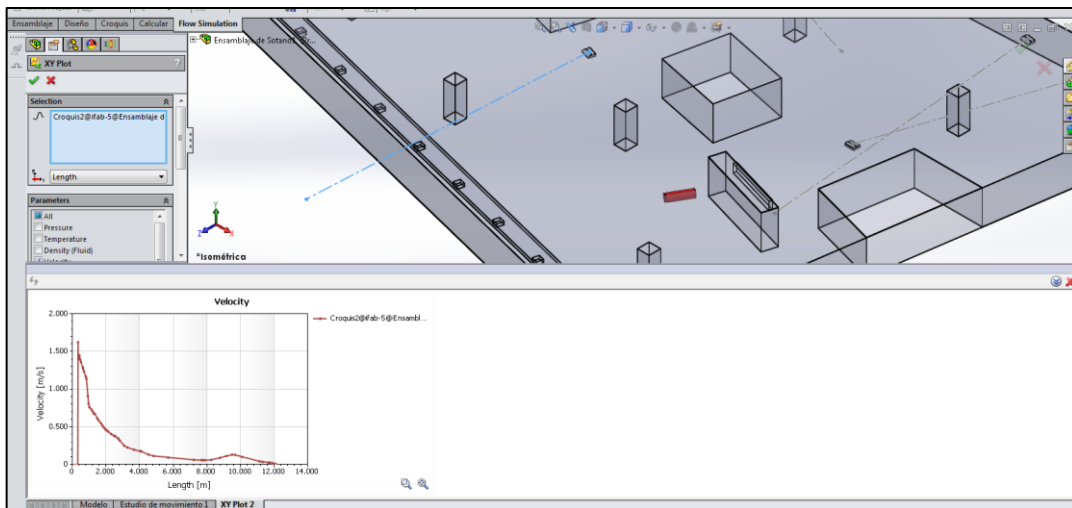 Ensamblaje Diseño Croquis Calcular Flow Simulation
Ensamblaje de Sotano
XY Plot ?
Selection
Croquis2@ifab-5@Ensamblaje d
Length
Parameters
All
Pressure
Temperature
Density (Fluid)
Velocity
Y
Z X
*Isométrica
Velocity
2.000
1.500
1.000
0.500
0
Velocity [m/s]
0 2.000 4.000 6.000 8.000 10.000 12.000 14.000
Length [m]
Croquis2@ifab-5@Ensambl...
Modelo Estudio de movimiento 1 XY Plot 2